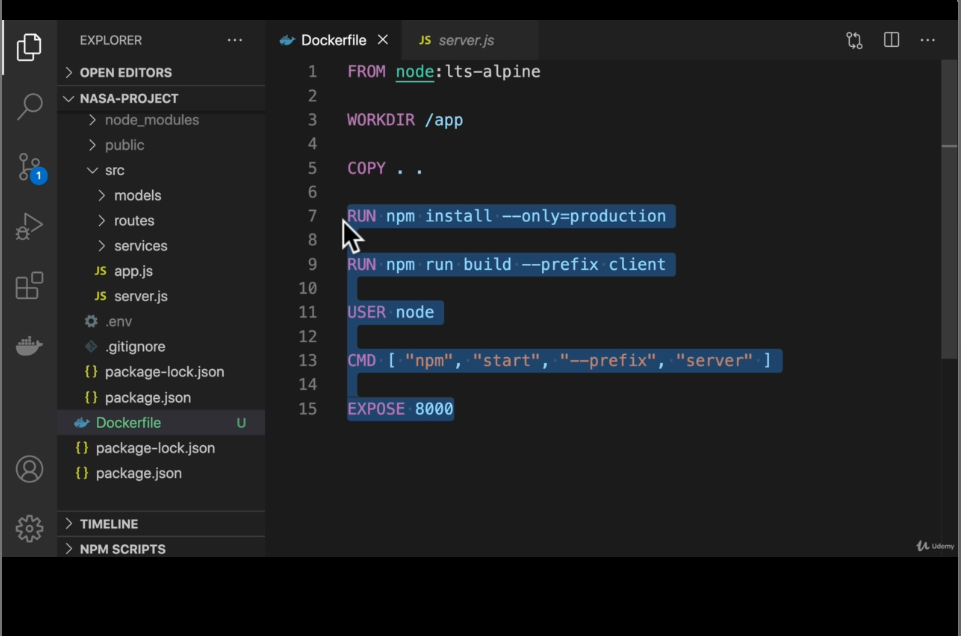 EXPLORER
OPEN EDITORS
NASA-PROJECT
node_modules
public
src
models
routes
services
JS app.js
JS server.js
.env
.gitignore
{} package-lock.json
{} package.json
Dockerfile U
{} package-lock.json
{} package.json
TIMELINE
NPM SCRIPTS
1
Dockerfile
JS server.js
1 FROM node:lts-alpine
2
3 WORKDIR /app
4
5 COPY . .
6
7 RUN npm install --only=production
8
9 RUN npm run build --prefix client
10
11 USER node
12
13 CMD [ "npm", "start", "--prefix", "server" ]
14
15 EXPOSE 8000
Udemy